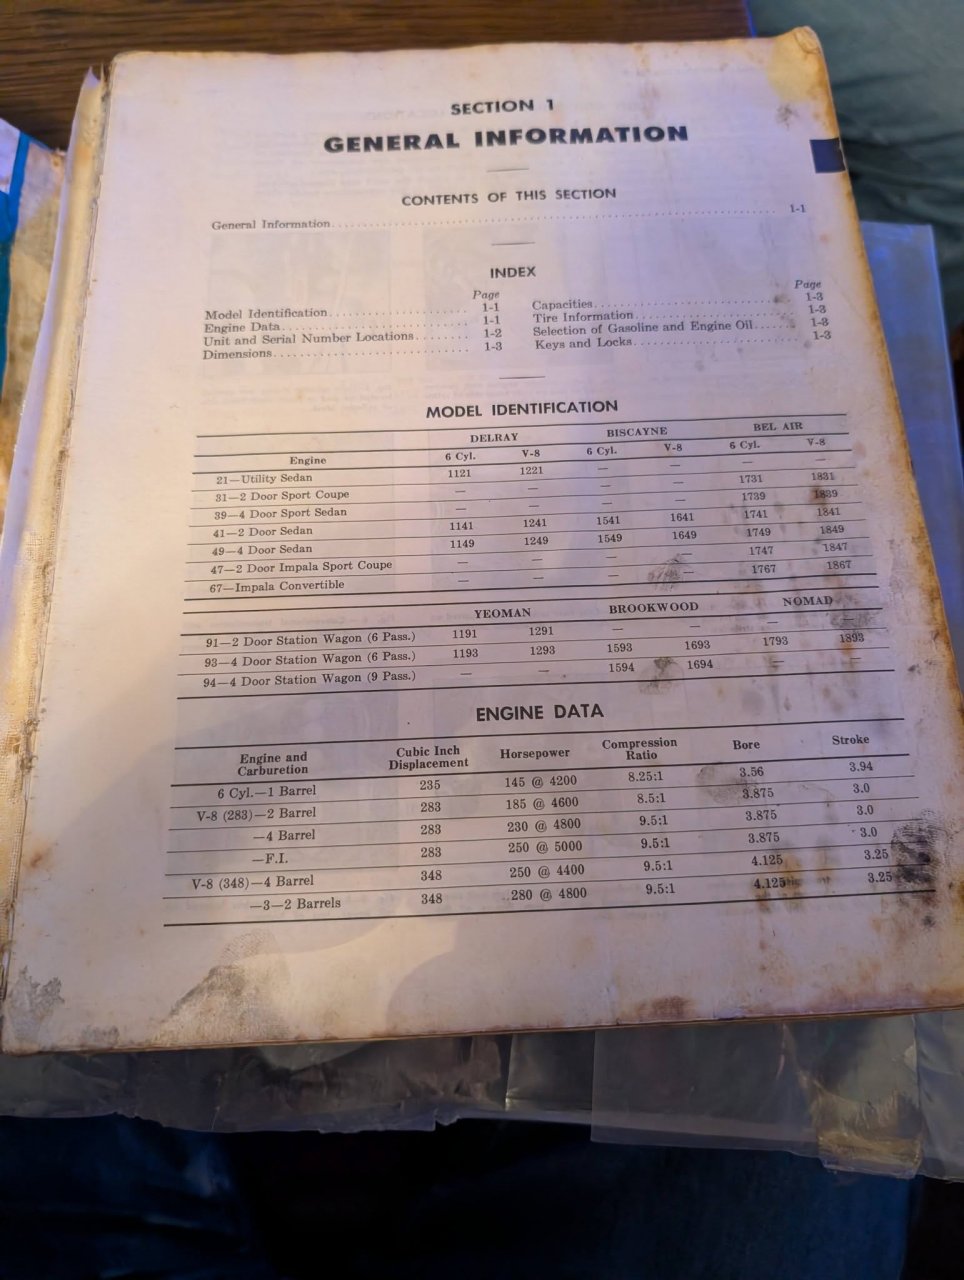 SECTION 1
GENERAL INFORMATION
CONTENTS OF THIS SECTION
General Information 1-1
INDEX
Page Page
Model Identification 1-1 Capacities 1-3
Engine Data 1-1 Tire Information 1-3
Unit and Serial Number Locations 1-2 Selection of Gasoline and Engine Oil 1-3
Dimensions 1-3 Keys and Locks 1-3
MODEL IDENTIFICATION
DELRAY BISCAYNE BEL AIR
Engine 6 Cyl. V-8 6 Cyl. V-8 6 Cyl. V-8
21—Utility Sedan 1121 1221 — — — —
31—2 Door Sport Coupe — — — — 1731 1831
39—4 Door Sport Sedan — — — — 1739 1839
41—2 Door Sedan 1141 1241 1541 1641 1741 1841
49—4 Door Sedan 1149 1249 1549 1649 1749 1849
47—2 Door Impala Sport Coupe — — — — 1747 1847
67—Impala Convertible — — — — 1767 1867
YEOMAN BROOKWOOD NOMAD
91—2 Door Station Wagon (6 Pass.) 1191 1291 — — — —
93—4 Door Station Wagon (6 Pass.) 1193 1293 1593 1693 1793 1893
94—4 Door Station Wagon (9 Pass.) — — 1594 1694 — —
ENGINE DATA
Engine and Carburetion Cubic Inch Displacement Horsepower Compression Ratio Bore Stroke
6 Cyl.—1 Barrel 235 145 @ 4200 8.25:1 3.56 3.94
V-8 (283)—2 Barrel 283 185 @ 4600 8.5:1 3.875 3.0
—4 Barrel 283 230 @ 4800 9.5:1 3.875 3.0
—F.I. 283 250 @ 5000 9.5:1 3.875 3.0
V-8 (348)—4 Barrel 348 250 @ 4400 9.5:1 4.125 3.25
—3—2 Barrels 348 280 @ 4800 9.5:1 4.125 3.25